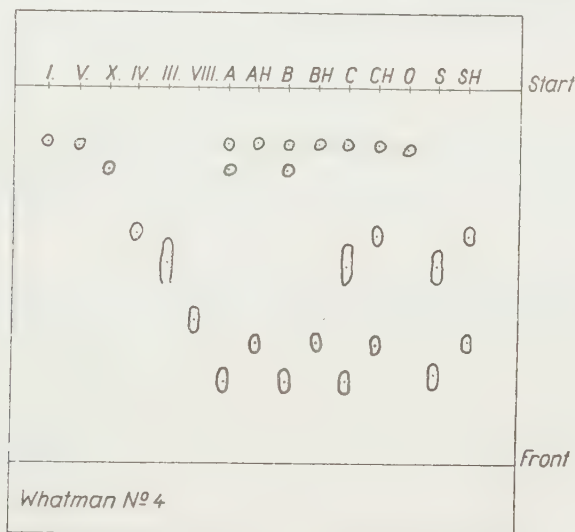 I. V. X. IV. III. VIII. A AH B BH C CH O S SH
Start
Front
Whatman Nº 4